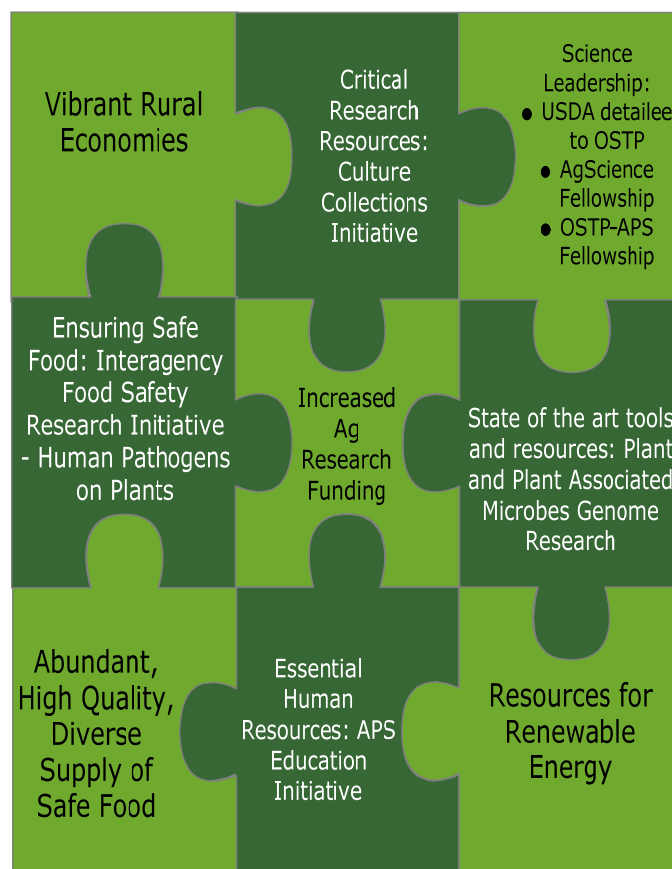 Vibrant Rural
Economies
Critical
Research
Resources:
Culture
Collections
Initiative
Science
Leadership:
● USDA detailee
to OSTP
● AgScience
Fellowship
● OSTP–APS
Fellowship
Ensuring Safe
Food: Interagency
Food Safety
Research Initiative
- Human Pathogens
on Plants
Increased
Ag
Research
Funding
State of the art tools
and resources: Plant
and Plant Associated
Microbes Genome
Research
Abundant,
High Quality,
Diverse
Supply of
Safe Food
Essential
Human
Resources: APS
Education
Initiative
Resources for
Renewable
Energy